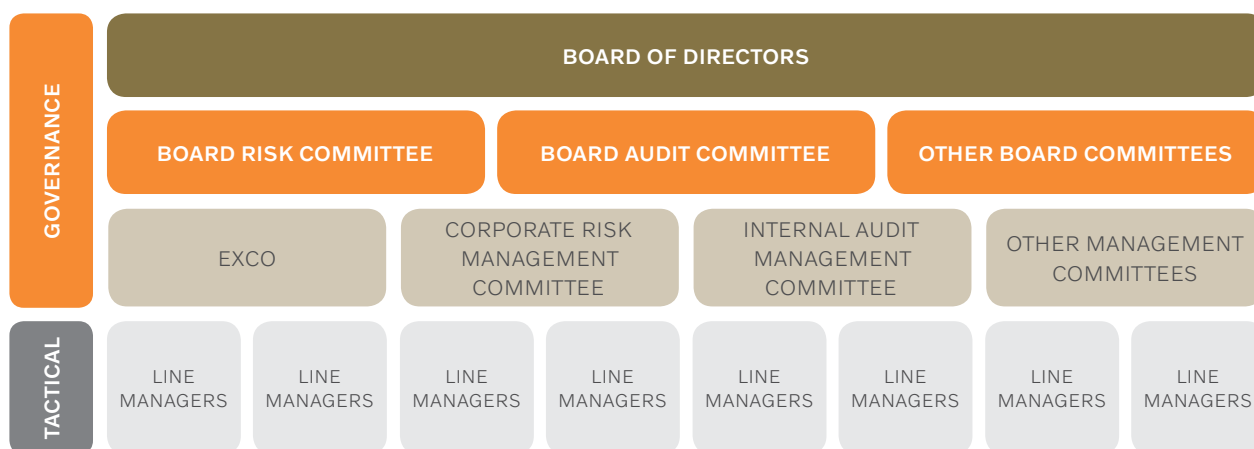 GOVERNANCE
BOARD OF DIRECTORS
BOARD RISK COMMITTEE
BOARD AUDIT COMMITTEE
OTHER BOARD COMMITTEES
EXCO
CORPORATE RISK
MANAGEMENT
COMMITTEE
INTERNAL AUDIT
MANAGEMENT
COMMITTEE
OTHER MANAGEMENT
COMMITTEES
TACTICAL
LINE
MANAGERS
LINE
MANAGERS
LINE
MANAGERS
LINE
MANAGERS
LINE
MANAGERS
LINE
MANAGERS
LINE
MANAGERS
LINE
MANAGERS